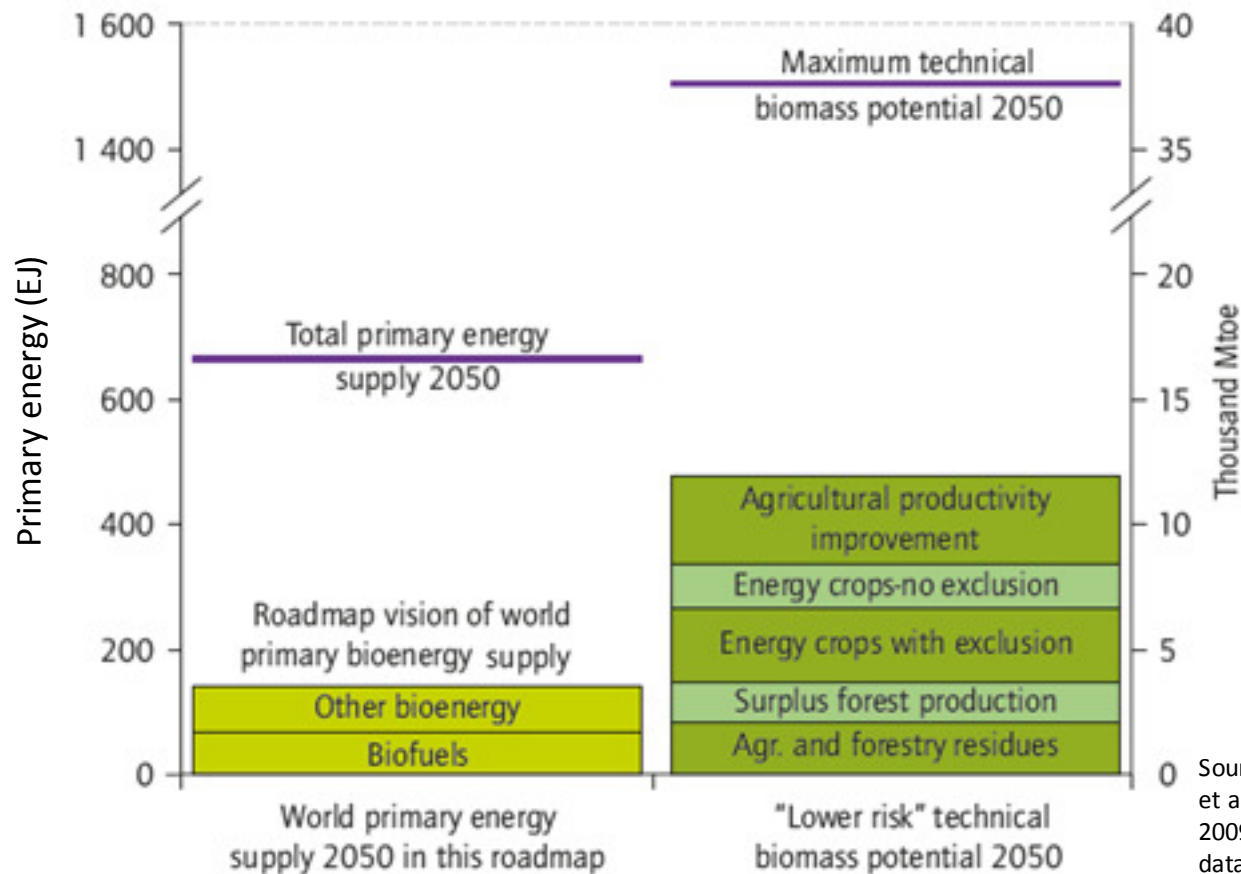 Primary energy (EJ)
1 600
1 400
800
600
400
200
0
Total primary energy
supply 2050
Roadmap vision of world
primary bioenergy supply
Other bioenergy
Biofuels
World primary energy
supply 2050 in this roadmap
Maximum technical
biomass potential 2050
Agricultural productivity
improvement
Energy crops-no exclusion
Energy crops with exclusion
Surplus forest production
Agr. and forestry residues
"Lower risk" technical
biomass potential 2050
40
35
20
15
10
5
0
Thousand Mtoe
Sour
et a
2009
data